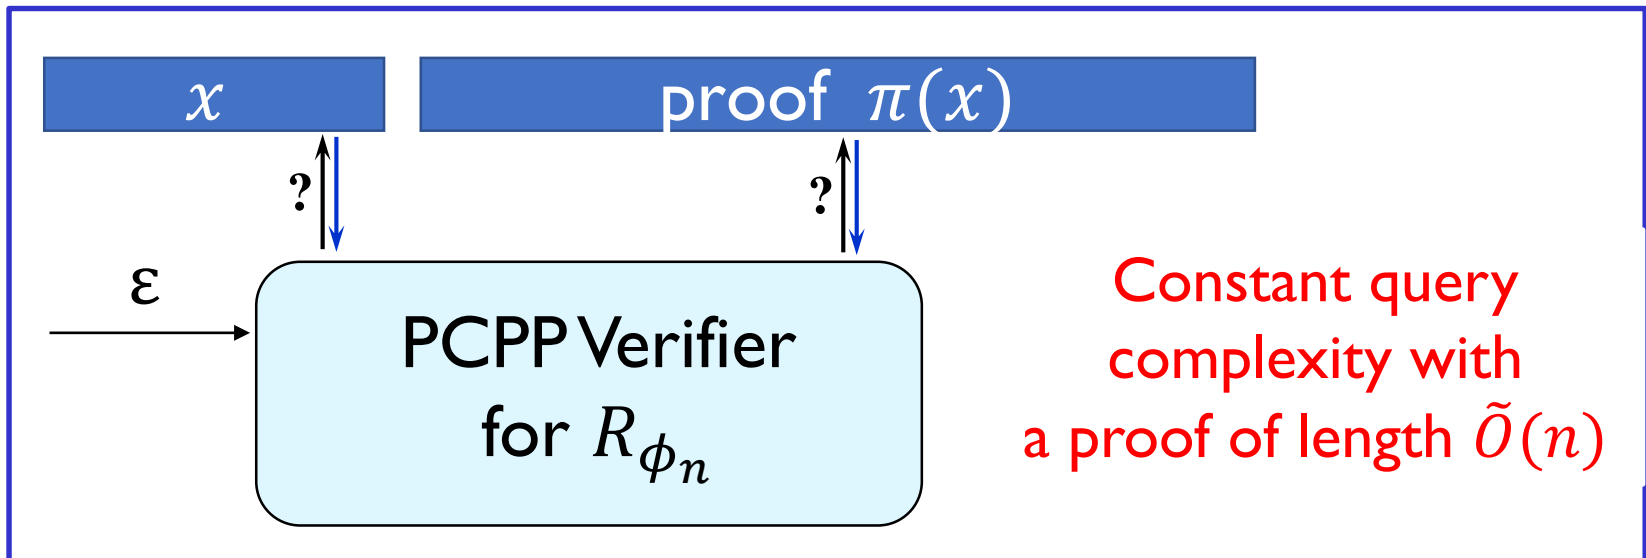 x
proof π(x)
?
?
ε
PCPP Verifier
for R_{ϕ_n}
Constant query
complexity with
a proof of length Õ(n)